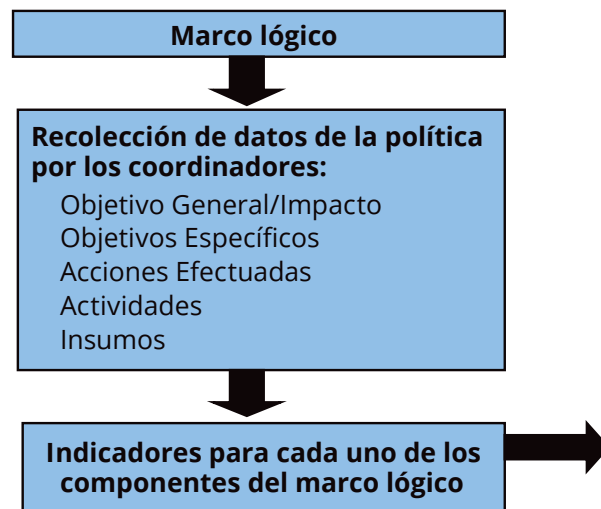 Marco lógico
Recolección de datos de la política
por los coordinadores:
Objetivo General/Impacto
Objetivos Específicos
Acciones Efectuadas
Actividades
Insumos
Indicadores para cada uno de los
componentes del marco lógico